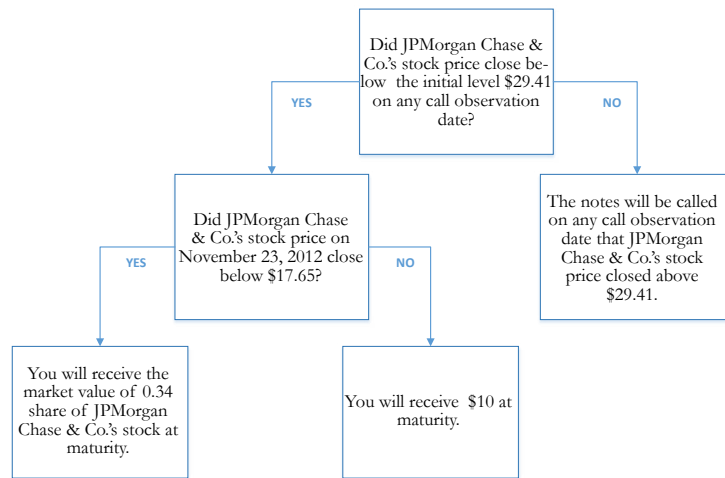 Did JPMorgan Chase &
Co.'s stock price close be-
low the initial level $29.41
on any call observation
date?
YES
NO
Did JPMorgan Chase
& Co.'s stock price on
November 23, 2012 close
below $17.65?
The notes will be called
on any call observation
date that JPMorgan
Chase & Co.'s stock
price closed above
$29.41.
YES
NO
You will receive the
market value of 0.34
share of JPMorgan
Chase & Co.'s stock at
maturity.
You will receive $10 at
maturity.